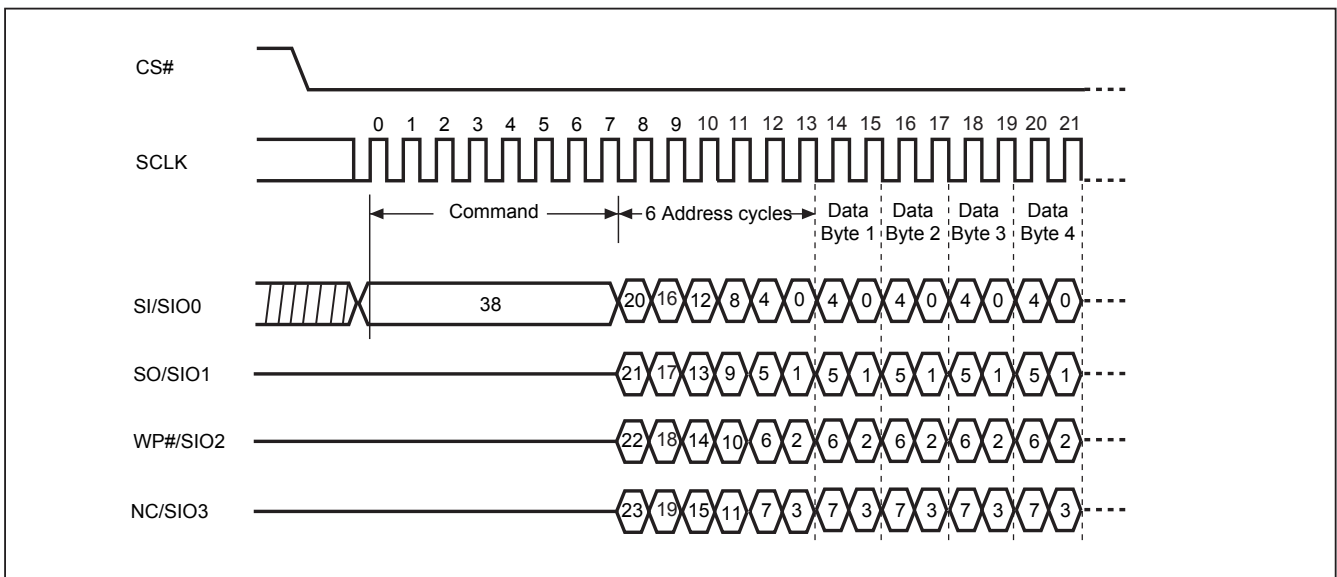 CS#
0 1 2 3 4 5 6 7 8 9 10 11 12 13 14 15 16 17 18 19 20 21
SCLK
Command
6 Address cycles
Data
Byte 1
Data
Byte 2
Data
Byte 3
Data
Byte 4
SI/SIO0
38
20 16 12 8 4 0 4 0 4 0 4 0 4 0
SO/SIO1
21 17 13 9 5 1 5 1 5 1 5 1 5 1
WP#/SIO2
22 18 14 10 6 2 6 2 6 2 6 2 6 2
NC/SIO3
23 19 15 11 7 3 7 3 7 3 7 3 7 3